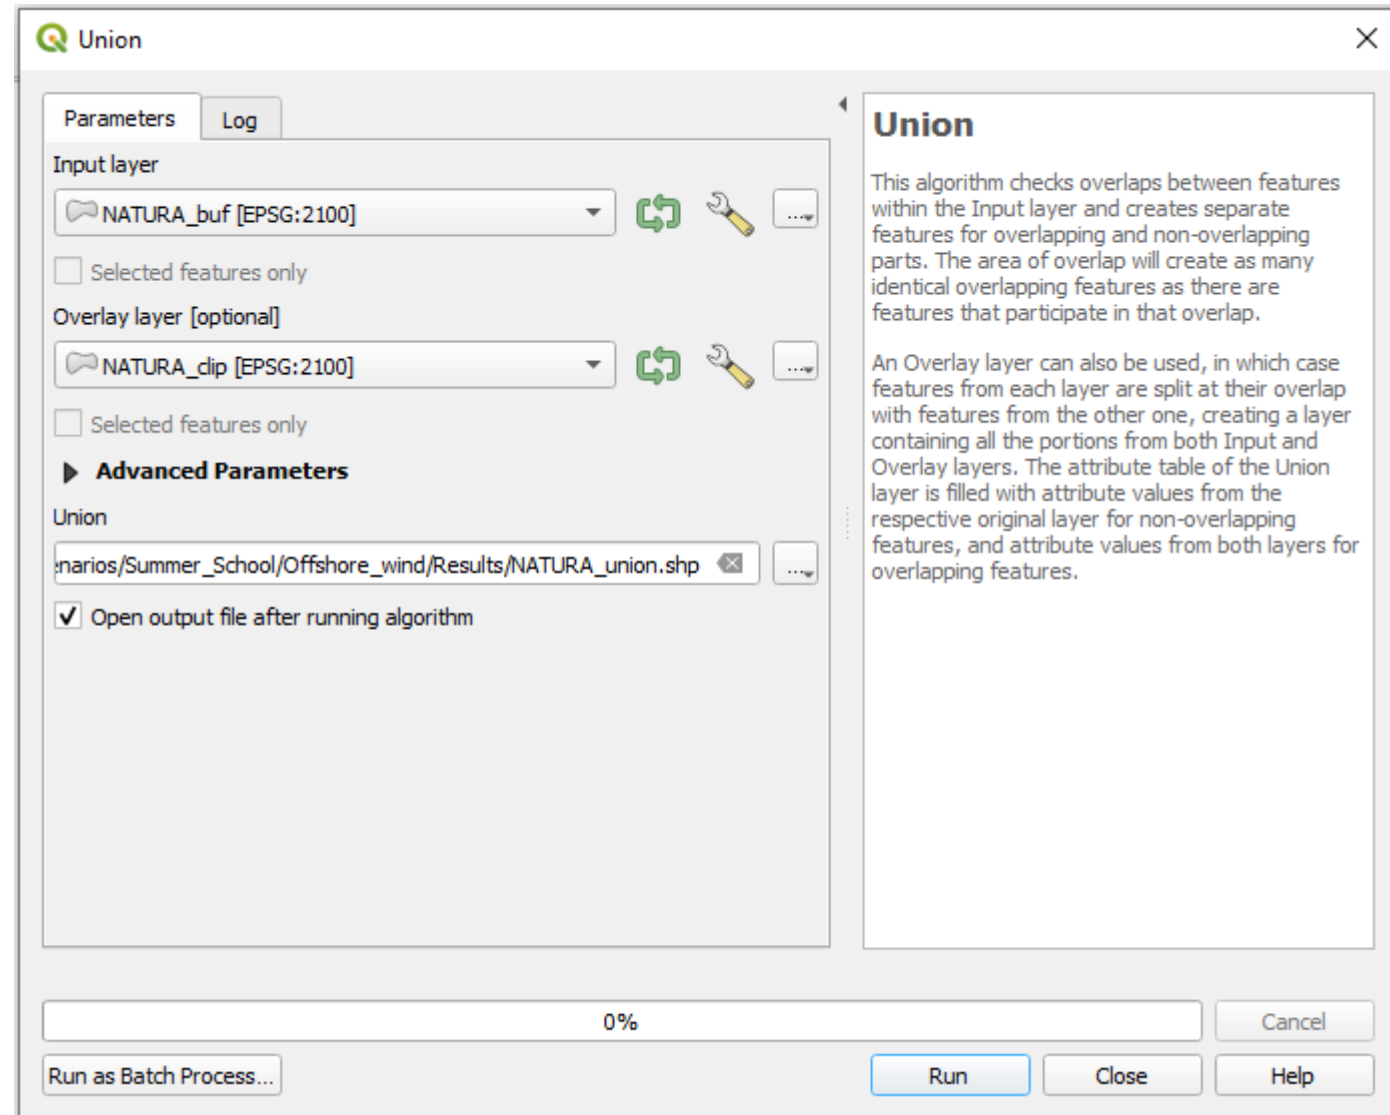 Union
Parameters
Log
Input layer
NATURA_buf [EPSG:2100]
...
Selected features only
Overlay layer [optional]
NATURA_clip [EPSG:2100]
...
Selected features only
Advanced Parameters
Union
enarios/Summer_School/Offshore_wind/Results/NATURA_union.shp
...
Open output file after running algorithm
Union
This algorithm checks overlaps between features
within the Input layer and creates separate
features for overlapping and non-overlapping
parts. The area of overlap will create as many
identical overlapping features as there are
features that participate in that overlap.
An Overlay layer can also be used, in which case
features from each layer are split at their overlap
with features from the other one, creating a layer
containing all the portions from both Input and
Overlay layers. The attribute table of the Union
layer is filled with attribute values from the
respective original layer for non-overlapping
features, and attribute values from both layers for
overlapping features.
0%
Cancel
Run as Batch Process...
Run
Close
Help